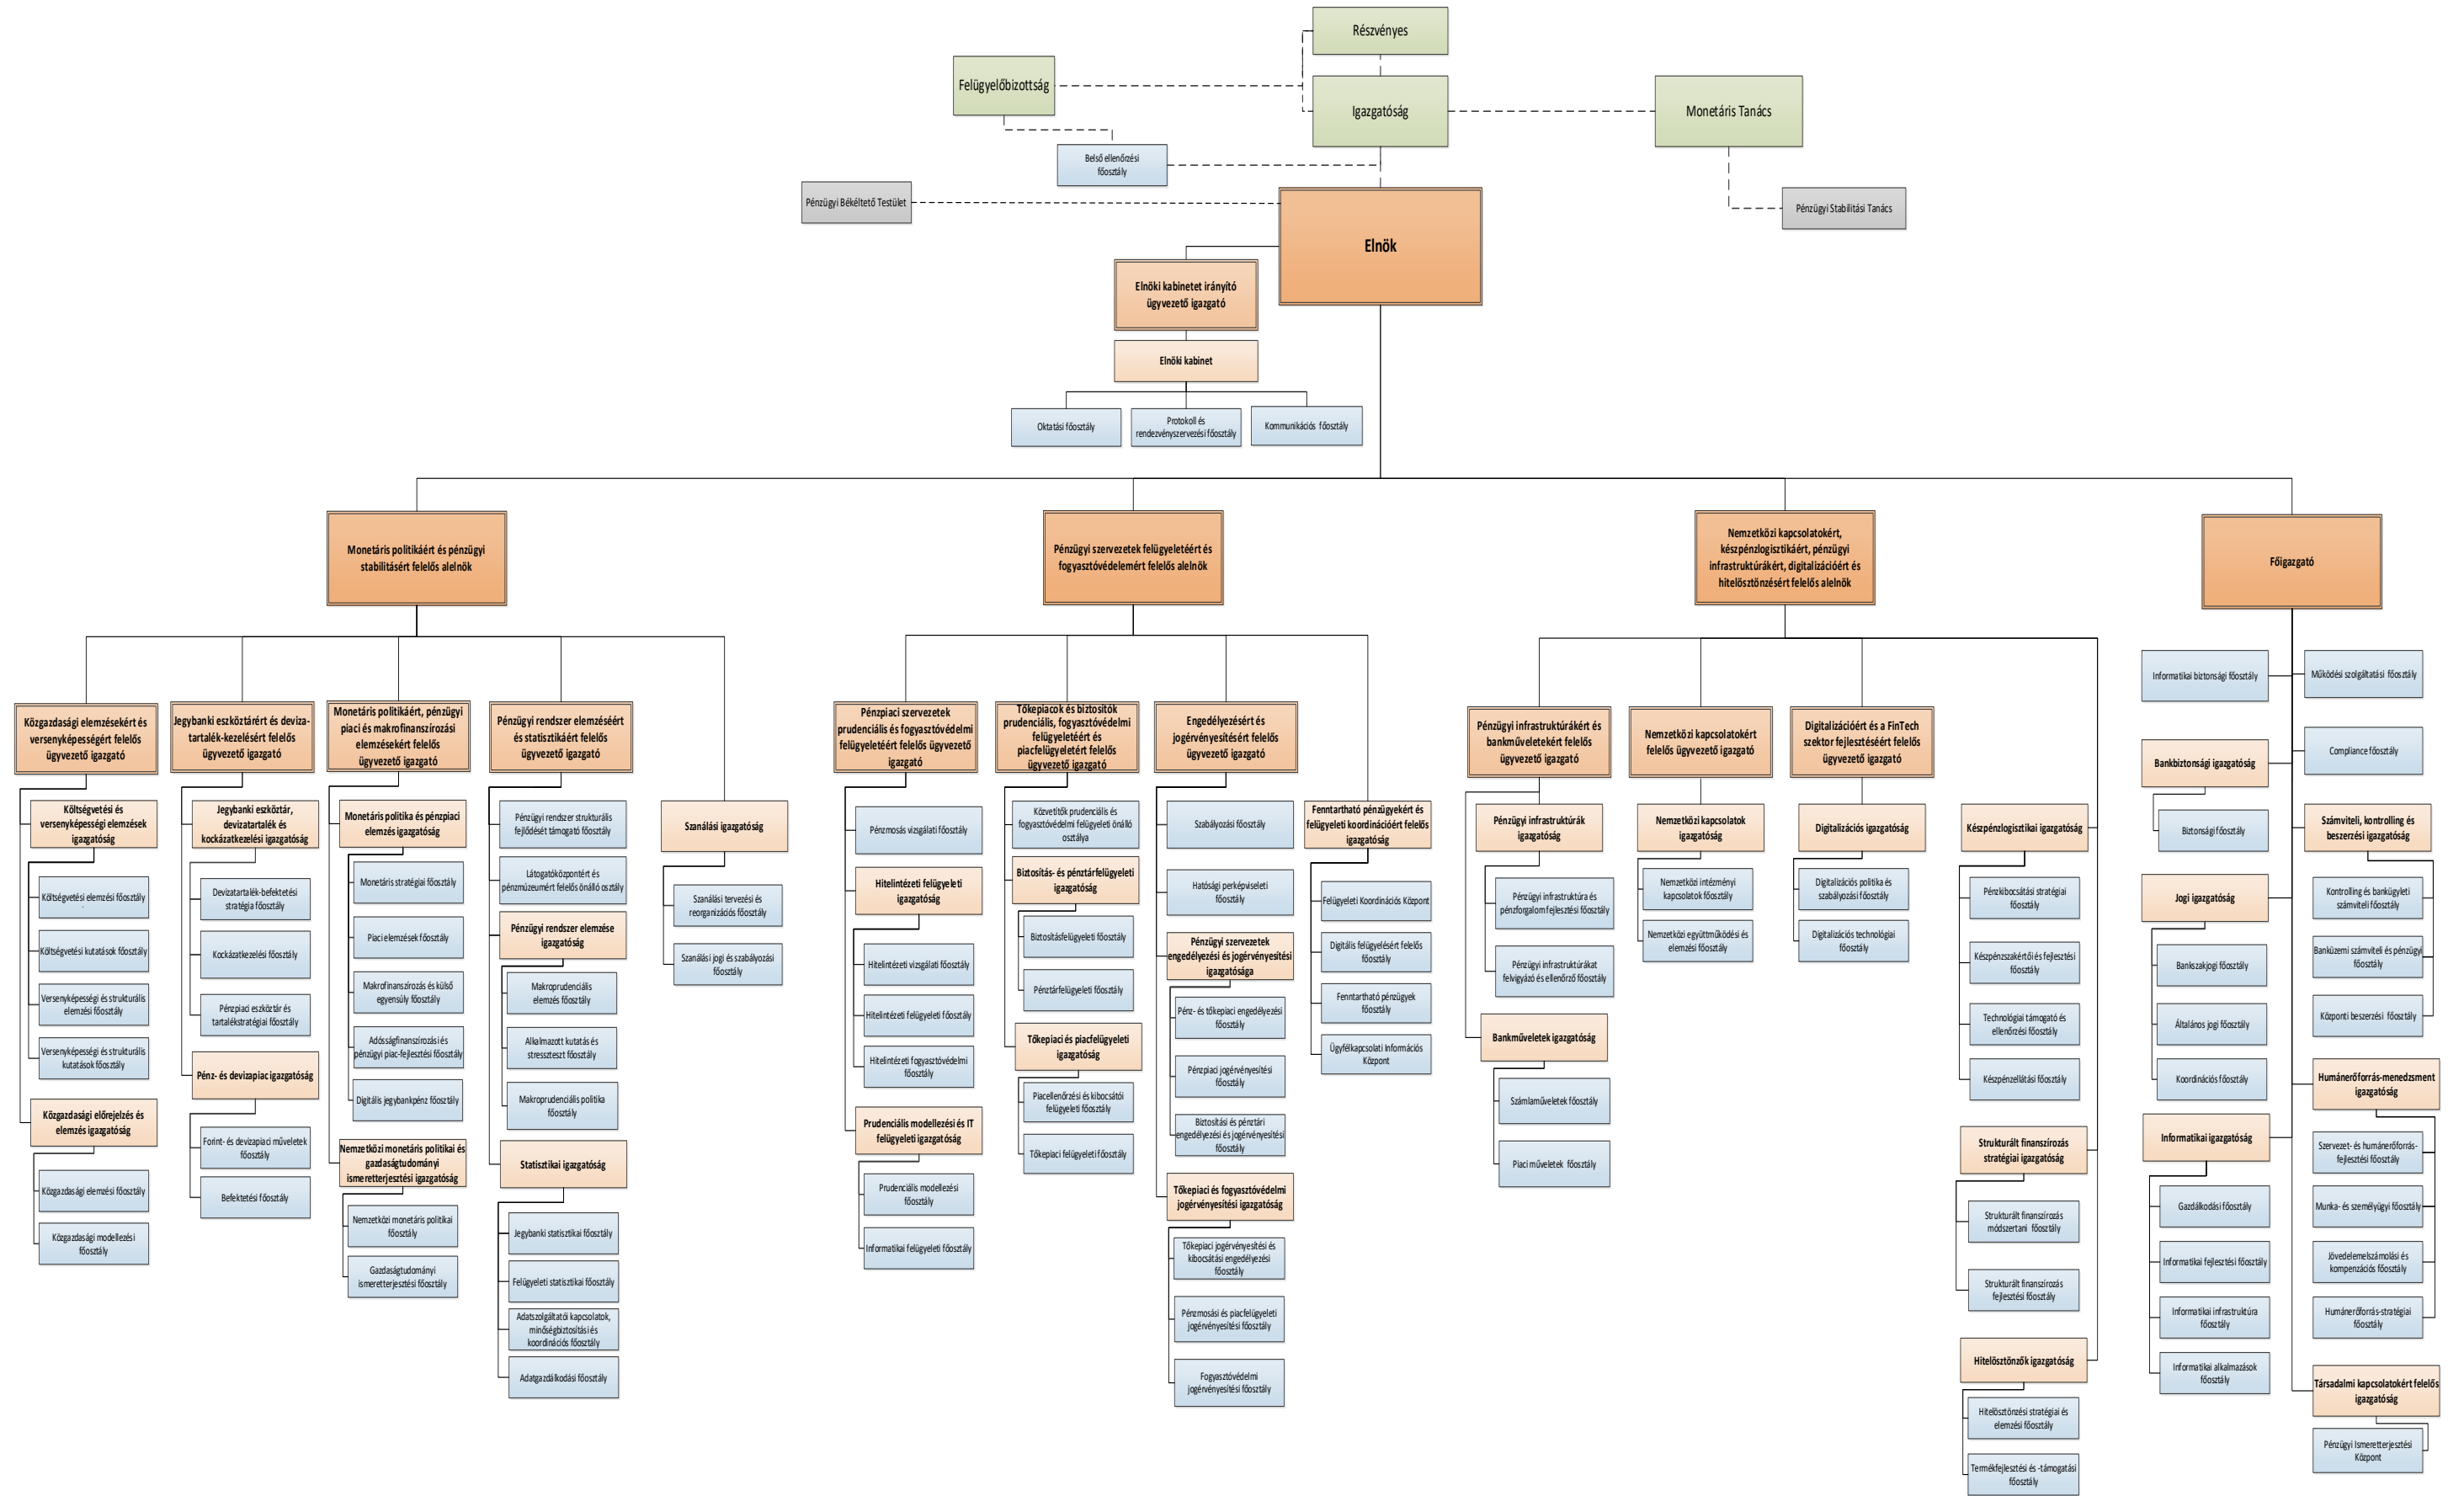 Részvényes
Felügyelőbizottság
Igazgatóság
Monetáris Tanács
Belső ellenőrzési
főosztály
Pénzügyi Békéltető Testület
Pénzügyi Stabilitási Tanács
Elnök
Elnöki kabinetet irányító
ügyvezető igazgató
Elnöki kabinet
Oktatási főosztály
Protokoll és
rendezvényszervezési főosztály
Kommunikációs főosztály
Monetáris politikáért és pénzügyi
stabilitásért felelős alelnök
Pénzügyi szervezetek felügyeletéért és
fogyasztóvédelemért felelős alelnök
Nemzetközi kapcsolatokért,
készpénzlogisztikáért, pénzügyi
infrastruktúrákért, digitalizációért és
hitelösztönzésért felelős alelnök
Főigazgató
Közgazdasági elemzésekért és
versenyképességért felelős
ügyvezető igazgató
Költségvetési és
versenyképességi elemzések
igazgatóság
Költségvetési elemzési főosztály
Költségvetési kutatások főosztály
Versenyképességi és strukturális
elemzési főosztály
Versenyképességi és strukturális
kutatások főosztály
Közgazdasági előrejelzés és
elemzés igazgatóság
Közgazdasági elemzési főosztály
Közgazdasági modellezési
főosztály
Jegybanki eszköztárért és deviza-
tartalék-kezelésért felelős
ügyvezető igazgató
Jegybanki eszköztár,
devizatartalék és
kockázatkezelési igazgatóság
Devizatartalék-befektetési
stratégia főosztály
Kockázatkezelési főosztály
Pénzpiaci eszköztár és
tartalékstratégiai főosztály
Pénz- és devizapiac igazgatóság
Forint- és devizapiaci műveletek
főosztály
Befektetési főosztály
Monetáris politikáért, pénzügyi
piaci és makrofinanszírozási
elemzésekért felelős
ügyvezető igazgató
Monetáris politika és pénzpiaci
elemzés igazgatóság
Monetáris stratégiai főosztály
Piaci elemzések főosztály
Makrofinanszírozás és külső
egyensúly főosztály
Adósságfinanszírozási és
pénzügyi piac-fejlesztési főosztály
Digitális jegybankpénz főosztály
Nemzetközi monetáris politikai és
gazdaságtudományi
ismeretterjesztési igazgatóság
Nemzetközi monetáris politikai
főosztály
Gazdaságtudományi
ismeretterjesztési főosztály
Pénzügyi rendszer elemzéséért
és statisztikáért felelős
ügyvezető igazgató
Pénzügyi rendszer strukturális
fejlődését támogató főosztály
Látogatóközpontért és
pénzmúzeumért felelős önálló osztály
Pénzügyi rendszer elemzése
igazgatóság
Makroprudenciális
elemzés főosztály
Alkalmazott kutatás és
stresszteszt főosztály
Makroprudenciális politika
főosztály
Statisztikai igazgatóság
Jegybanki statisztikai főosztály
Felügyeleti statisztikai főosztály
Adatszolgáltatói kapcsolatok,
minőségbiztosítási és
koordinációs főosztály
Adatgazdálkodási főosztály
Szanálási igazgatóság
Szanálási tervezési és
reorganizációs főosztály
Szanálási jogi és szabályozási
főosztály
Pénzpiaci szervezetek
prudenciális és fogyasztóvédelmi
felügyeletéért felelős ügyvezető
igazgató
Pénzmosás vizsgálati főosztály
Hitelintézeti felügyeleti
igazgatóság
Hitelintézeti vizsgálati főosztály
Hitelintézeti felügyeleti főosztály
Hitelintézeti fogyasztóvédelmi
főosztály
Prudenciális modellezési és IT
felügyeleti igazgatóság
Prudenciális modellezési
főosztály
Informatikai felügyeleti főosztály
Tőkepiacok és biztosítók
prudenciális, fogyasztóvédelmi
felügyeletéért és
piacfelügyeletért felelős
ügyvezető igazgató
Közvetítők prudenciális és
fogyasztóvédelmi felügyeleti önálló
osztálya
Biztosítás- és pénztárfelügyeleti
igazgatóság
Biztosításfelügyeleti főosztály
Pénztárfelügyeleti főosztály
Tőkepiaci és piacfelügyeleti
igazgatóság
Piacellenőrzési és kibocsátói
felügyeleti főosztály
Tőkepiaci felügyeleti főosztály
Engedélyezésért és
jogérvényesítésért felelős
ügyvezető igazgató
Szabályozási főosztály
Hatósági perképviseleti
főosztály
Pénzügyi szervezetek
engedélyezési és jogérvényesítési
igazgatósága
Pénz- és tőkepiaci engedélyezési
főosztály
Pénzpiaci jogérvényesítési
főosztály
Biztosítási és pénztári
engedélyezési és jogérvényesítési
főosztály
Tőkepiaci és fogyasztóvédelmi
jogérvényesítési igazgatóság
Tőkepiaci jogérvényesítési és
kibocsátási engedélyezési
főosztály
Pénzmosási és piacfelügyeleti
jogérvényesítési főosztály
Fogyasztóvédelmi
jogérvényesítési főosztály
Fenntartható pénzügyekért és
felügyeleti koordinációért felelős
igazgatóság
Felügyeleti Koordinációs Központ
Digitális felügyelésért felelős
főosztály
Fenntartható pénzügyek
főosztály
Ügyfélkapcsolati Információs
Központ
Pénzügyi infrastruktúrákért és
bankműveletekért felelős
ügyvezető igazgató
Pénzügyi infrastruktúrák
igazgatóság
Pénzügyi infrastruktúra és
pénzforgalom fejlesztési főosztály
Pénzügyi infrastruktúrákat
felvigyázó és ellenőrző főosztály
Bankműveletek igazgatóság
Számlaműveletek főosztály
Piaci műveletek főosztály
Nemzetközi kapcsolatokért
felelős ügyvezető igazgató
Nemzetközi kapcsolatok
igazgatóság
Nemzetközi intézményi
kapcsolatok főosztály
Nemzetközi együttműködési és
elemzési főosztály
Digitalizációért és a FinTech
szektor fejlesztéséért felelős
ügyvezető igazgató
Digitalizációs igazgatóság
Digitalizációs politika és
szabályozási főosztály
Digitalizációs technológiai
főosztály
Készpénzlogisztikai igazgatóság
Pénzkibocsátási stratégiai
főosztály
Készpénzszakértői és fejlesztési
főosztály
Technológiai támogató és
ellenőrzési főosztály
Készpénzellátási főosztály
Strukturált finanszírozás
stratégiai igazgatóság
Strukturált finanszírozás
módszertani főosztály
Strukturált finanszírozás
fejlesztési főosztály
Hitelösztönzők igazgatóság
Hitelösztönzési stratégiai és
elemzési főosztály
Termékfejlesztési és -támogatási
főosztály
Informatikai biztonsági főosztály
Bankbiztonsági igazgatóság
Biztonsági főosztály
Jogi igazgatóság
Bankszakjogi főosztály
Általános jogi főosztály
Koordinációs főosztály
Informatikai igazgatóság
Gazdálkodási főosztály
Informatikai fejlesztési főosztály
Informatikai infrastruktúra
főosztály
Informatikai alkalmazások
főosztály
Működési szolgáltatási főosztály
Compliance főosztály
Számviteli, kontrolling és
beszerzési igazgatóság
Kontrolling és bankügyleti
számviteli főosztály
Banküzemi számviteli és pénzügyi
főosztály
Központi beszerzési főosztály
Humánerőforrás-menedzsment
igazgatóság
Szervezet- és humánerőforrás-
fejlesztési főosztály
Munka- és személyügyi főosztály
Jövedelemelszámolási és
kompenzációs főosztály
Humánerőforrás-stratégiai
főosztály
Társadalmi kapcsolatokért felelős
igazgatóság
Pénzügyi Ismeretterjesztési
Központ